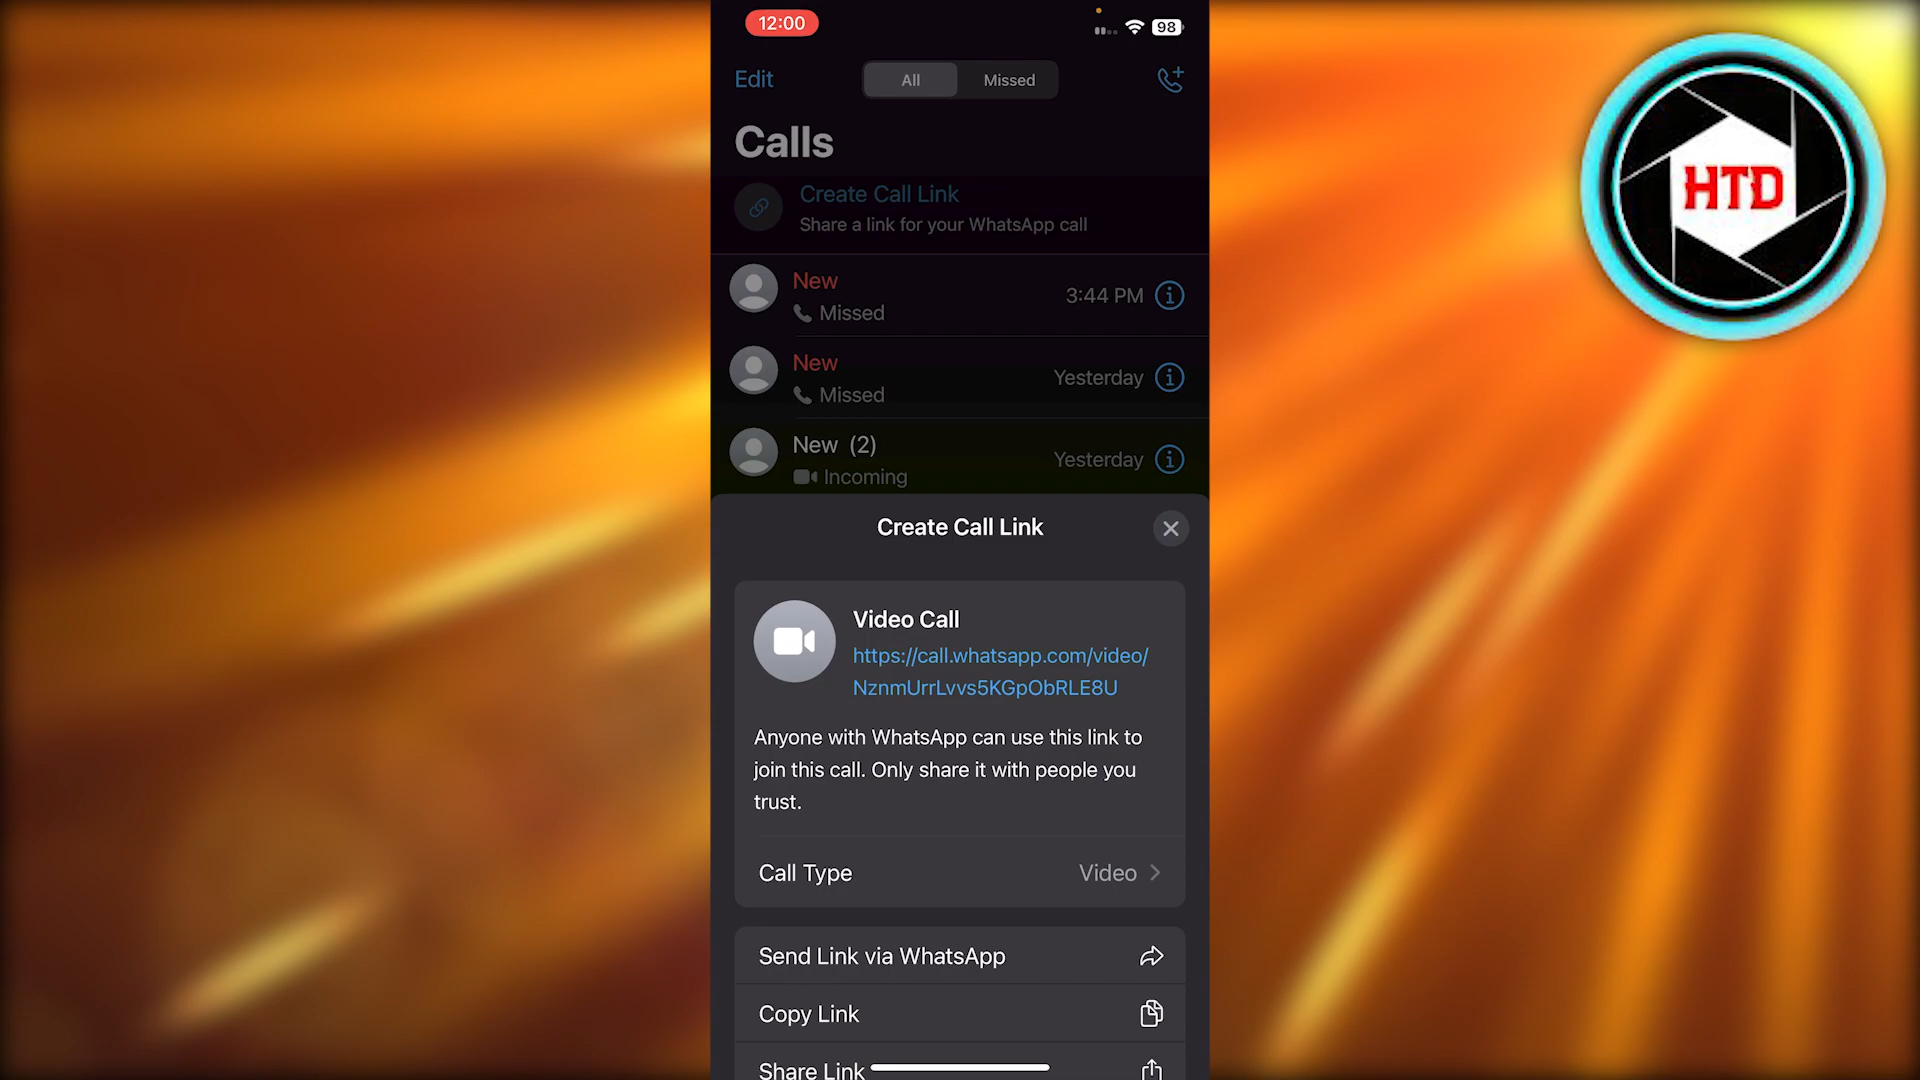 12:00
98
Edit
All
Missed
Calls
Create Call Link
Share a link for your WhatsApp call
New
Missed
3:44 PM
New
Missed
Yesterday
New (2)
Incoming
Yesterday
Create Call Link
Video Call
https://call.whatsapp.com/video/
NznmUrrLvvs5KGpObRLE8U
Anyone with WhatsApp can use this link to
join this call. Only share it with people you
trust.
Call Type
Video
Send Link via WhatsApp
Copy Link
Share Link
HTD